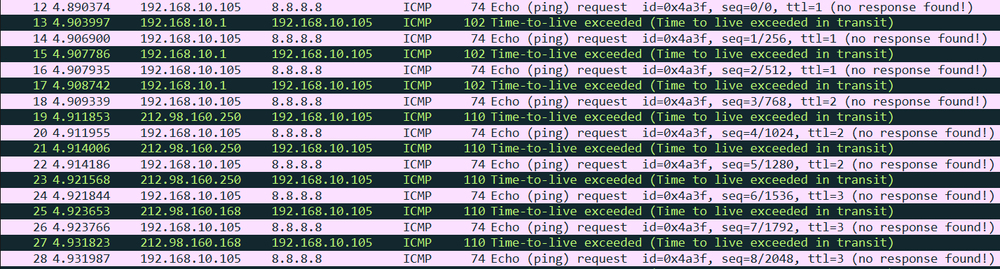 12 4.890374 192.168.10.105 8.8.8.8 ICMP 74 Echo (ping) request id=0x4a3f, seq=0/0, ttl=1 (no response found!)
13 4.903997 192.168.10.1 192.168.10.105 ICMP 102 Time-to-live exceeded (Time to live exceeded in transit)
14 4.906900 192.168.10.105 8.8.8.8 ICMP 74 Echo (ping) request id=0x4a3f, seq=1/256, ttl=1 (no response found!)
15 4.907786 192.168.10.1 192.168.10.105 ICMP 102 Time-to-live exceeded (Time to live exceeded in transit)
16 4.907935 192.168.10.105 8.8.8.8 ICMP 74 Echo (ping) request id=0x4a3f, seq=2/512, ttl=1 (no response found!)
17 4.908742 192.168.10.1 192.168.10.105 ICMP 102 Time-to-live exceeded (Time to live exceeded in transit)
18 4.909339 192.168.10.105 8.8.8.8 ICMP 74 Echo (ping) request id=0x4a3f, seq=3/768, ttl=2 (no response found!)
19 4.911853 212.98.160.250 192.168.10.105 ICMP 110 Time-to-live exceeded (Time to live exceeded in transit)
20 4.911955 192.168.10.105 8.8.8.8 ICMP 74 Echo (ping) request id=0x4a3f, seq=4/1024, ttl=2 (no response found!)
21 4.914006 212.98.160.250 192.168.10.105 ICMP 110 Time-to-live exceeded (Time to live exceeded in transit)
22 4.914186 192.168.10.105 8.8.8.8 ICMP 74 Echo (ping) request id=0x4a3f, seq=5/1280, ttl=2 (no response found!)
23 4.921568 212.98.160.250 192.168.10.105 ICMP 110 Time-to-live exceeded (Time to live exceeded in transit)
24 4.921844 192.168.10.105 8.8.8.8 ICMP 74 Echo (ping) request id=0x4a3f, seq=6/1536, ttl=3 (no response found!)
25 4.923653 212.98.160.168 192.168.10.105 ICMP 110 Time-to-live exceeded (Time to live exceeded in transit)
26 4.923766 192.168.10.105 8.8.8.8 ICMP 74 Echo (ping) request id=0x4a3f, seq=7/1792, ttl=3 (no response found!)
27 4.931823 212.98.160.168 192.168.10.105 ICMP 110 Time-to-live exceeded (Time to live exceeded in transit)
28 4.931987 192.168.10.105 8.8.8.8 ICMP 74 Echo (ping) request id=0x4a3f, seq=8/2048, ttl=3 (no response found!)